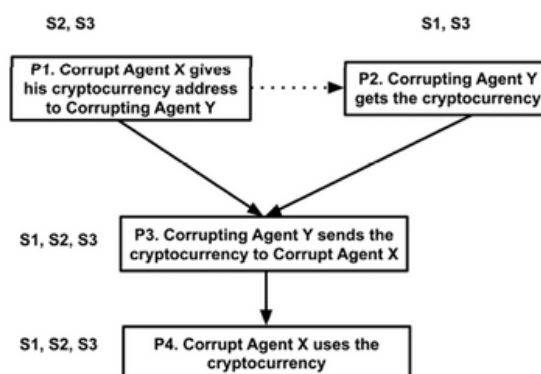 S2, S3
S1, S3
P1. Corrupt Agent X gives
his cryptocurrency address
to Corrupting Agent Y
P2. Corrupting Agent Y
gets the cryptocurrency
S1, S2, S3
P3. Corrupting Agent Y sends the
cryptocurrency to Corrupt Agent X
S1, S2, S3
P4. Corrupt Agent X uses the
cryptocurrency